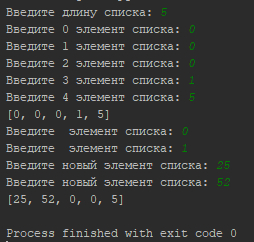 Введите длину списка: 5
Введите 0 элемент списка: 0
Введите 1 элемент списка: 0
Введите 2 элемент списка: 0
Введите 3 элемент списка: 1
Введите 4 элемент списка: 5
[0, 0, 0, 1, 5]
Введите  элемент списка: 0
Введите  элемент списка: 1
Введите новый элемент списка: 25
Введите новый элемент списка: 52
[25, 52, 0, 0, 5]
Process finished with exit code 0